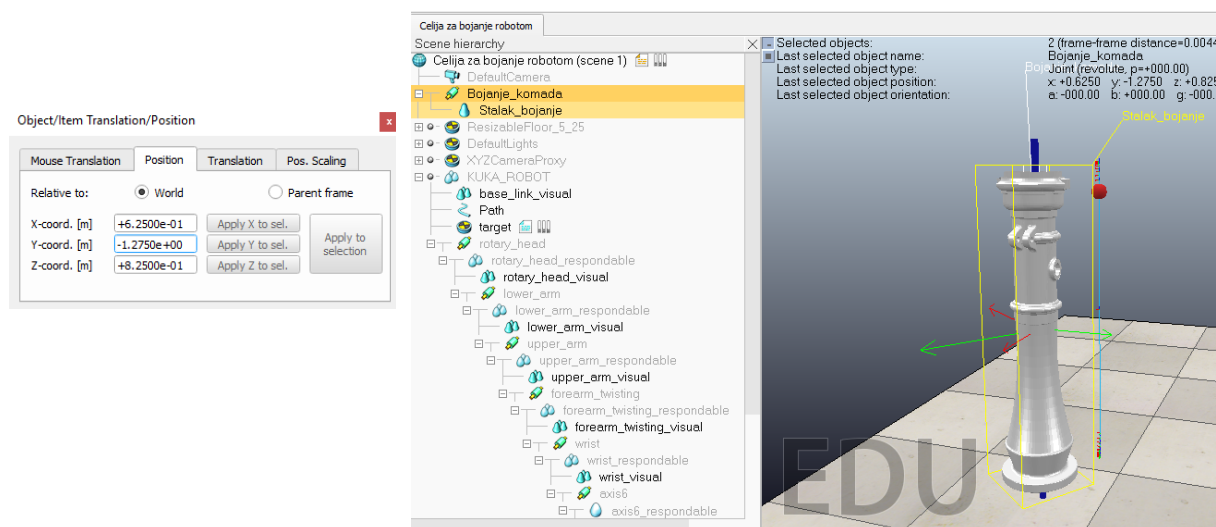 Object/Item Translation/Position
x
Mouse Translation
Position
Translation
Pos. Scaling
Relative to:
World
Parent frame
X-coord. [m]
+6.2500e-01
Apply X to sel.
Y-coord. [m]
-1.2750e+00
Apply Y to sel.
Z-coord. [m]
+8.2500e-01
Apply Z to sel.
Apply to
selection
Celija za bojanje robotom
Scene hierarchy
Celija za bojanje robotom (scene 1)
DefaultCamera
Bojanje_komada
Stalak_bojanje
ResizableFloor_5_25
DefaultLights
XYZCameraProxy
KUKA_ROBOT
base_link_visual
Path
target
rotary_head
rotary_head_respondable
rotary_head_visual
lower_arm
lower_arm_respondable
lower_arm_visual
upper_arm
upper_arm_respondable
upper_arm_visual
forearm_twisting
forearm_twisting_respondable
forearm_twisting_visual
wrist
wrist_respondable
wrist_visual
axis6
axis6_respondable
Selected objects: 2 (frame-frame distance=0.0044
Last selected object name: Bojanje_komada
Last selected object type: Joint (revolute, p=+000.00)
Last selected object position: x: +0.6250 y: -1.2750 z: +0.825
Last selected object orientation: a: -000.00 b: +000.00 g: -000.
Stalak_bojanje
EDU